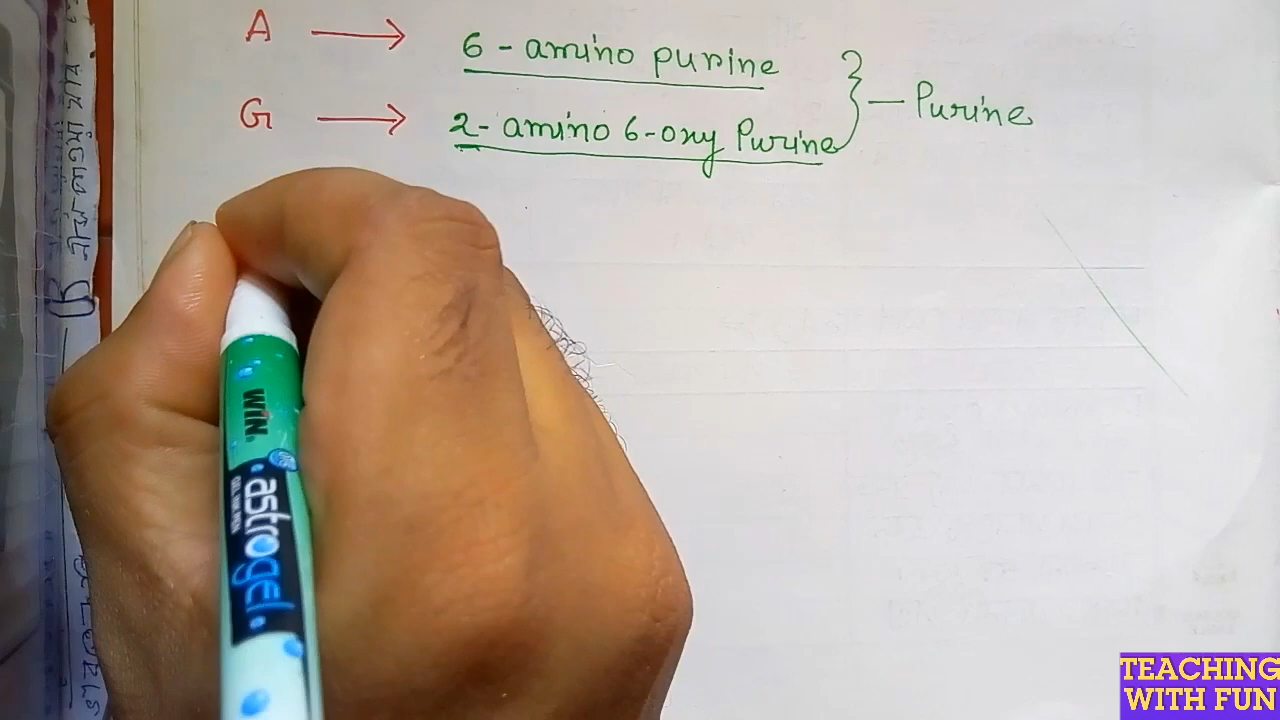 A → 6 - amino purine
G → 2 - amino 6-oxy Purine } — Purine
WIN.
astrogel.
TEACHING
WITH FUN